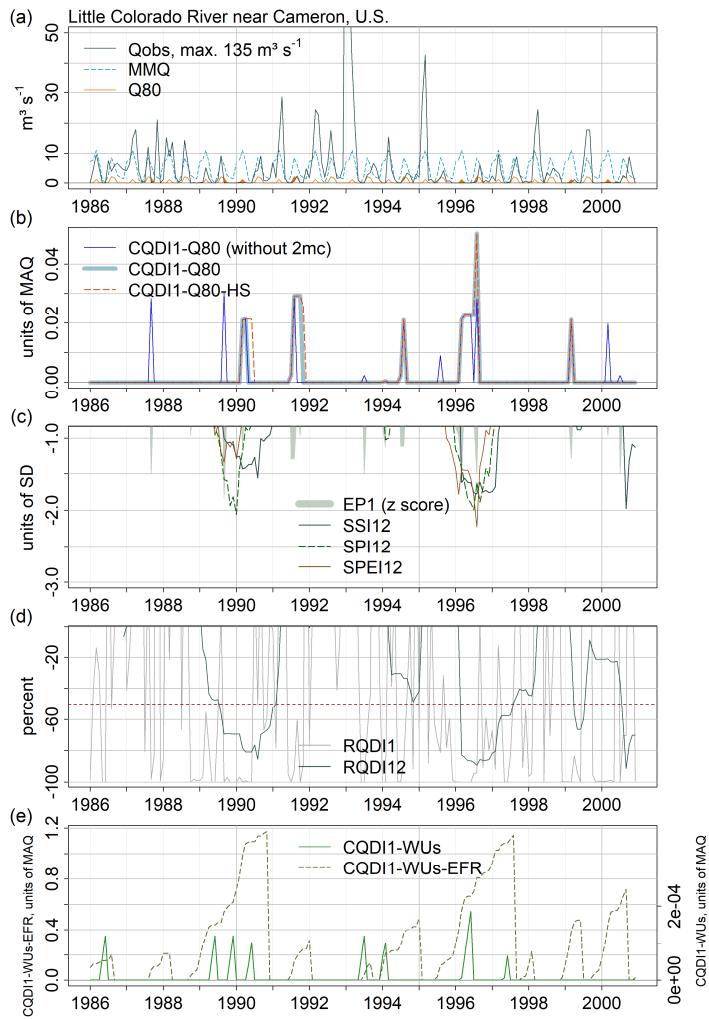 (a) Little Colorado River near Cameron, U.S.
m³ s⁻¹
50
30
10
0
Qobs, max. 135 m³ s⁻¹
MMQ
Q80
1986 1988 1990 1992 1994 1996 1998 2000
(b)
units of MAQ
0.04
0.02
0.00
CQDI1-Q80 (without 2mc)
CQDI1-Q80
CQDI1-Q80-HS
1986 1988 1990 1992 1994 1996 1998 2000
(c)
units of SD
-1.0
-2.0
-3.0
EP1 (z score)
SSI12
SPI12
SPEI12
1986 1988 1990 1992 1994 1996 1998 2000
(d)
percent
-20
-60
-100
RQDI1
RQDI12
1986 1988 1990 1992 1994 1996 1998 2000
(e)
CQDI1-WUs-EFR, units of MAQ
1.2
0.8
0.4
0.0
CQDI1-WUs
CQDI1-WUs-EFR
2e-04
0e+00
CQDI1-WUs, units of MAQ
1986 1988 1990 1992 1994 1996 1998 2000